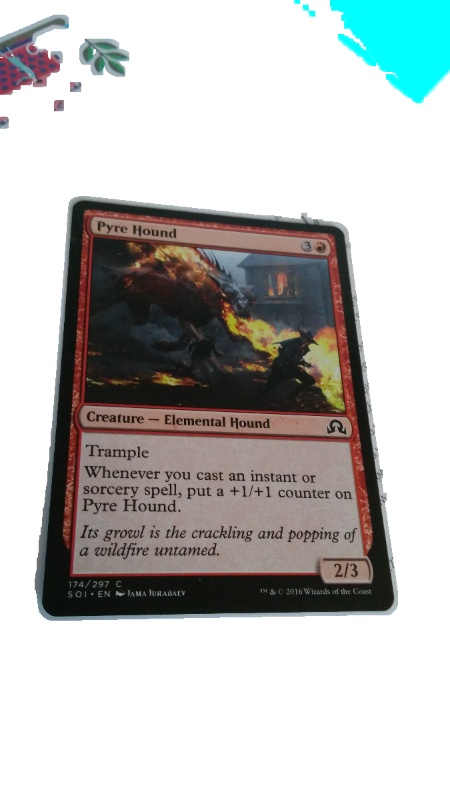 Pyre Hound
3
Creature — Elemental Hound
Trample
Whenever you cast an instant or
sorcery spell, put a +1/+1 counter on
Pyre Hound.
Its growl is the crackling and popping of
a wildfire untamed.
2/3
174/297 C
SOI • EN Jama Jurabaev
™ & © 2016 Wizards of the Coast